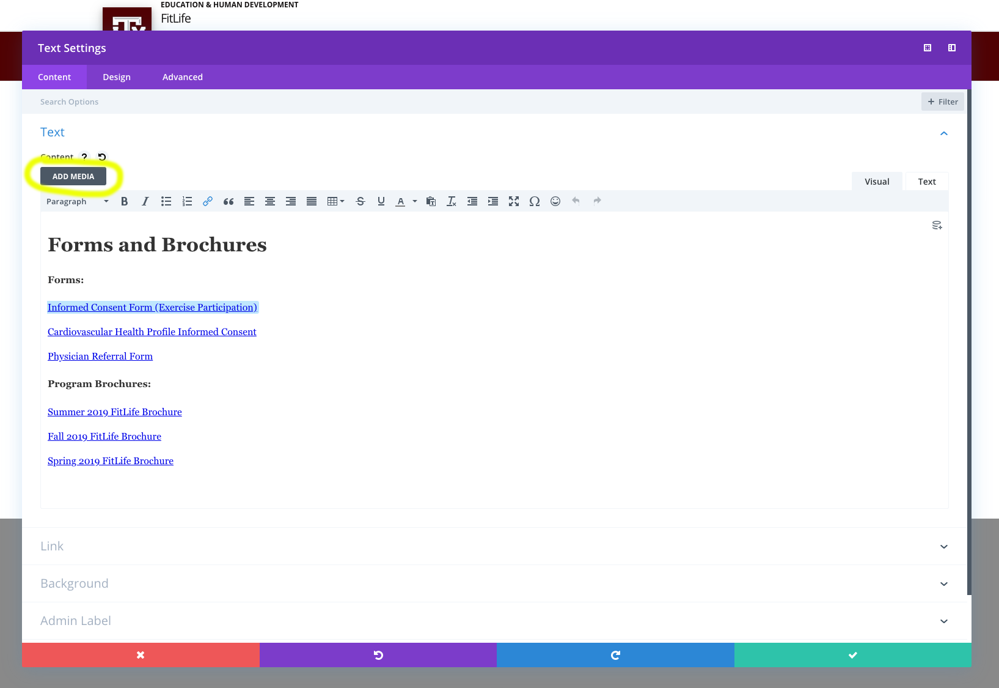 EDUCATION & HUMAN DEVELOPMENT
FitLife
Text Settings
Content Design Advanced
Search Options
+ Filter
Text
Content ?
ADD MEDIA
Visual Text
Paragraph B I U A Ω
Forms and Brochures
Forms:
Informed Consent Form (Exercise Participation)
Cardiovascular Health Profile Informed Consent
Physician Referral Form
Program Brochures:
Summer 2019 FitLife Brochure
Fall 2019 FitLife Brochure
Spring 2019 FitLife Brochure
Link
Background
Admin Label